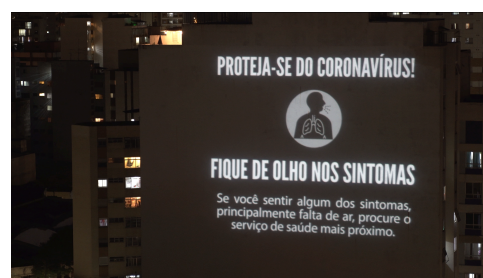 PROTEJA-SE DO CORONAVÍRUS!
FIQUE DE OLHO NOS SINTOMAS
Se você sentir algum dos sintomas,
principalmente falta de ar, procure o
serviço de saúde mais próximo.